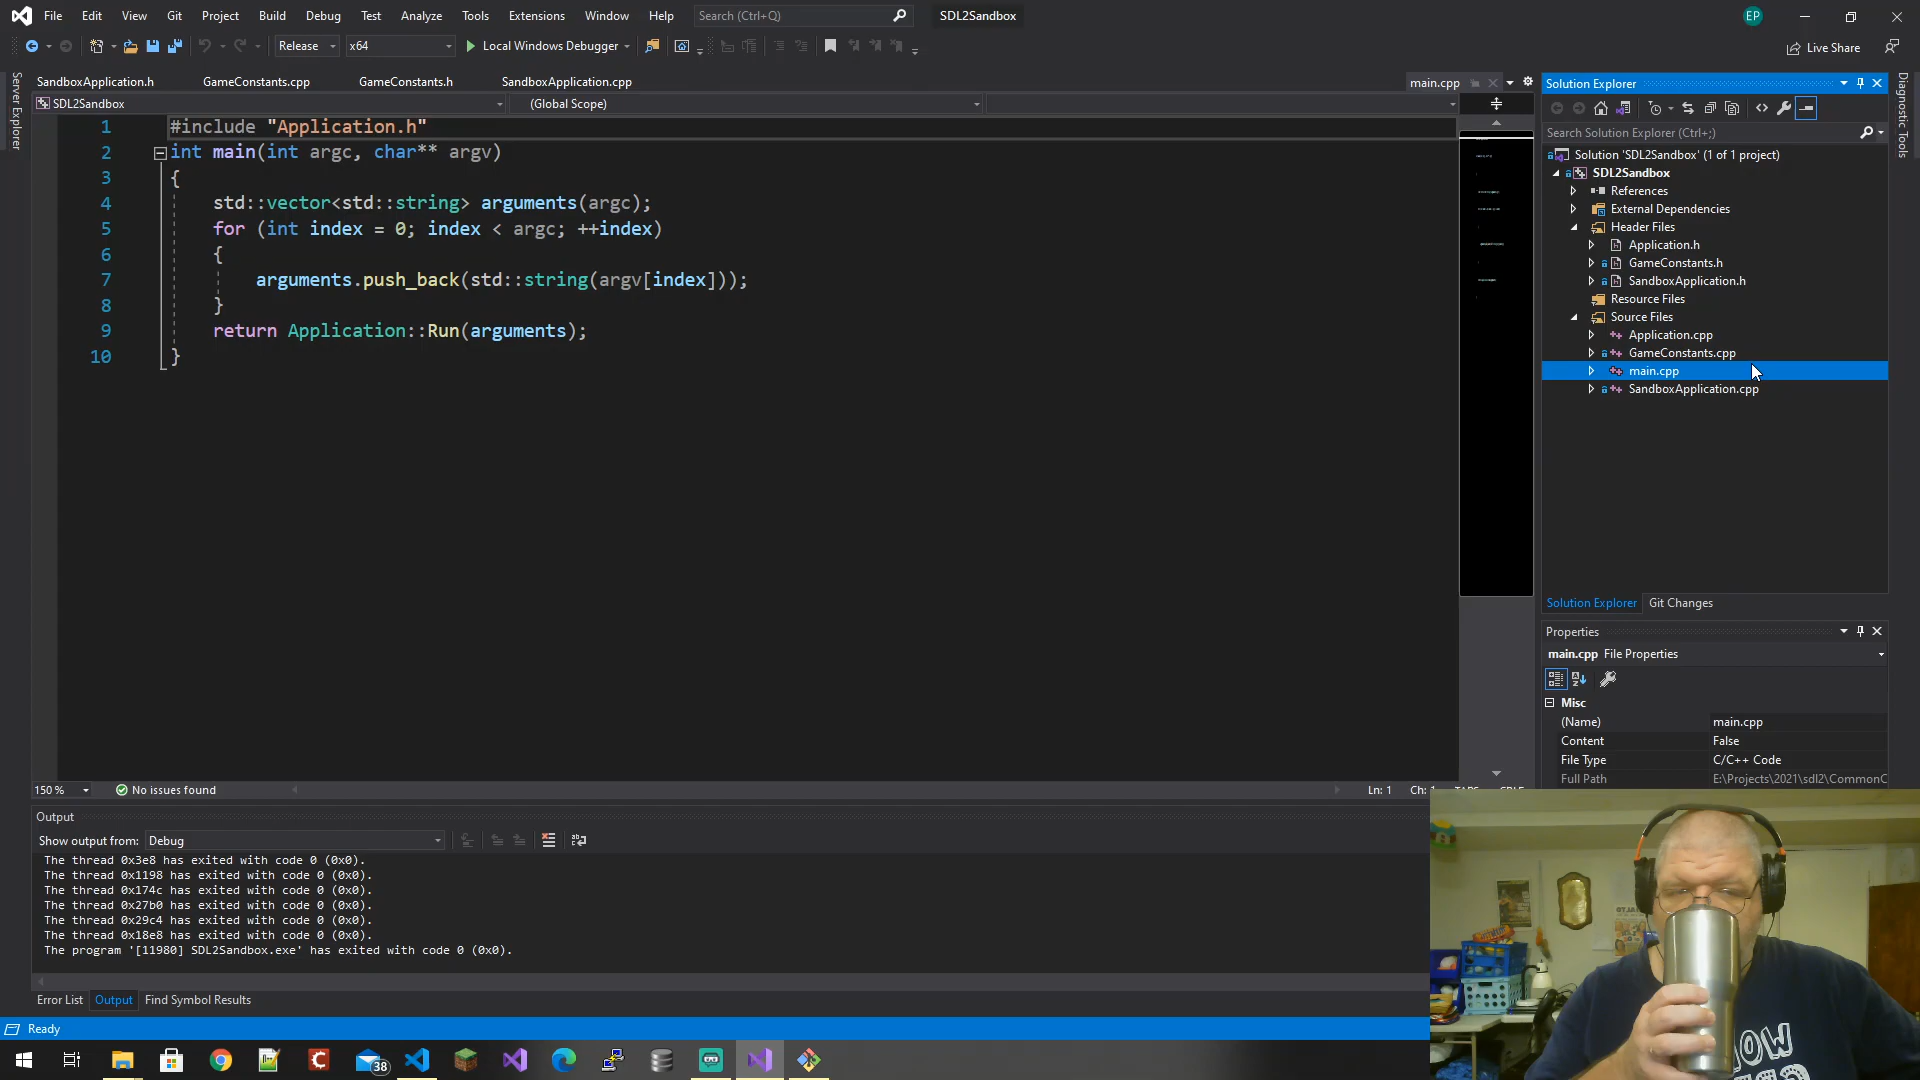 File Edit View Git Project Build Debug Test Analyze Tools Extensions Window Help Search (Ctrl+Q) SDL2Sandbox EP
Release x64 Local Windows Debugger Live Share
Server Explorer
SandboxApplication.h GameConstants.cpp GameConstants.h SandboxApplication.cpp main.cpp
SDL2Sandbox (Global Scope)
1 #include "Application.h"
2 int main(int argc, char** argv)
3 {
4 std::vector<std::string> arguments(argc);
5 for (int index = 0; index < argc; ++index)
6 {
7 arguments.push_back(std::string(argv[index]));
8 }
9 return Application::Run(arguments);
10 }
150 % No issues found Ln: 1
Output
Show output from: Debug
The thread 0x3e8 has exited with code 0 (0x0).
The thread 0x1198 has exited with code 0 (0x0).
The thread 0x174c has exited with code 0 (0x0).
The thread 0x27b0 has exited with code 0 (0x0).
The thread 0x29c4 has exited with code 0 (0x0).
The thread 0x18e8 has exited with code 0 (0x0).
The program '[11980] SDL2Sandbox.exe' has exited with code 0 (0x0).
Error List Output Find Symbol Results
Ready
38
Solution Explorer
Search Solution Explorer (Ctrl+;)
Solution 'SDL2Sandbox' (1 of 1 project)
SDL2Sandbox
References
External Dependencies
Header Files
Application.h
GameConstants.h
SandboxApplication.h
Resource Files
Source Files
Application.cpp
GameConstants.cpp
main.cpp
SandboxApplication.cpp
Solution Explorer Git Changes
Properties
main.cpp File Properties
Misc
(Name) main.cpp
Content False
File Type C/C++ Code
Full Path E:\Projects\2021\sdl2\CommonC
Diagnostic Tools